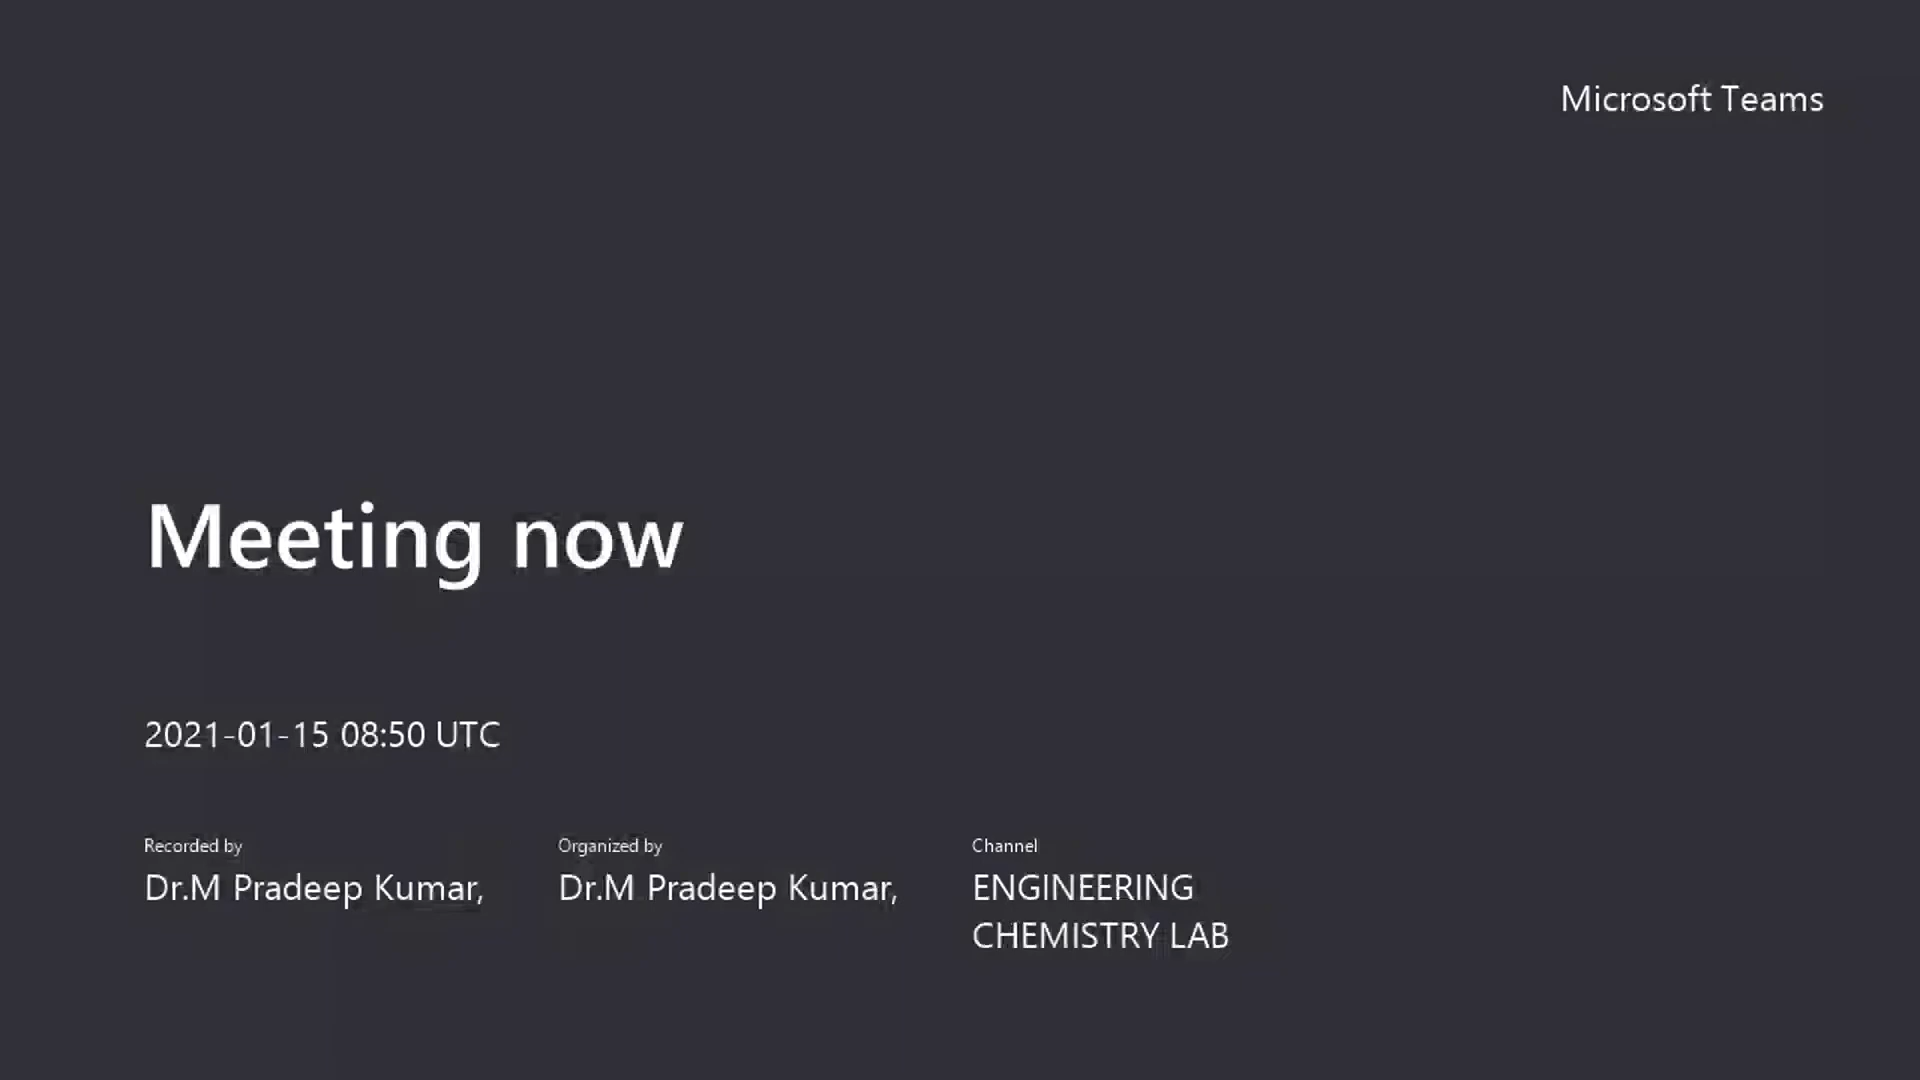 Microsoft Teams
Meeting now
2021-01-15 08:50 UTC
Recorded by
Dr.M Pradeep Kumar,
Organized by
Dr.M Pradeep Kumar,
Channel
ENGINEERING
CHEMISTRY LAB